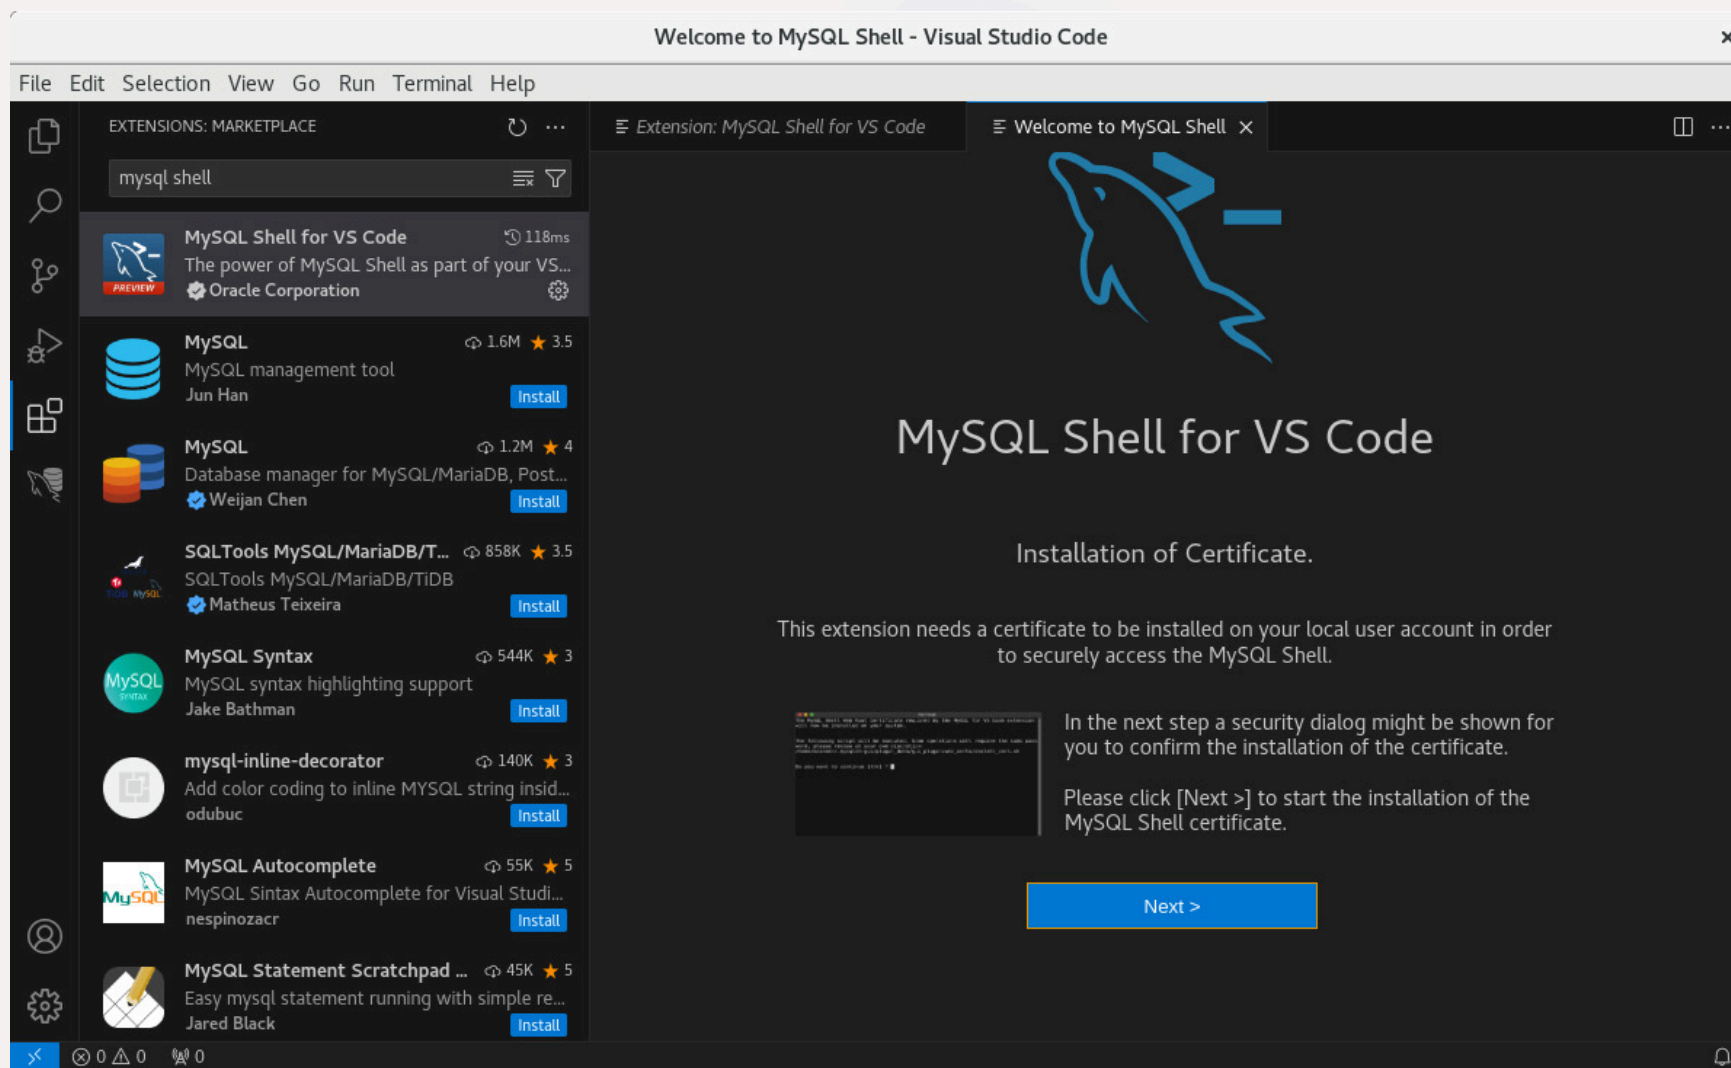 Welcome to MySQL Shell - Visual Studio Code
File Edit Selection View Go Run Terminal Help
EXTENSIONS: MARKETPLACE
mysql shell
MySQL Shell for VS Code 118ms
The power of MySQL Shell as part of your VS...
PREVIEW
Oracle Corporation
MySQL 1.6M 3.5
MySQL management tool
Jun Han
Install
MySQL 1.2M 4
Database manager for MySQL/MariaDB, Post...
Weijan Chen
Install
SQLTools MySQL/MariaDB/T... 858K 3.5
SQLTools MySQL/MariaDB/TiDB
Matheus Teixeira
Install
MySQL Syntax 544K 3
MySQL syntax highlighting support
MySQL
SYNTAX
Jake Bathman
Install
mysql-inline-decorator 140K 3
Add color coding to inline MYSQL string insid...
odubuc
Install
MySQL Autocomplete 55K 5
MySQL Sintax Autocomplete for Visual Studi...
MySQL
nespinozacr
Install
MySQL Statement Scratchpad ... 45K 5
Easy mysql statement running with simple re...
Jared Black
Install
0 0 0
Extension: MySQL Shell for VS Code
Welcome to MySQL Shell
MySQL Shell for VS Code
Installation of Certificate.
This extension needs a certificate to be installed on your local user account in order
to securely access the MySQL Shell.
In the next step a security dialog might be shown for
you to confirm the installation of the certificate.
Please click [Next >] to start the installation of the
MySQL Shell certificate.
Next >